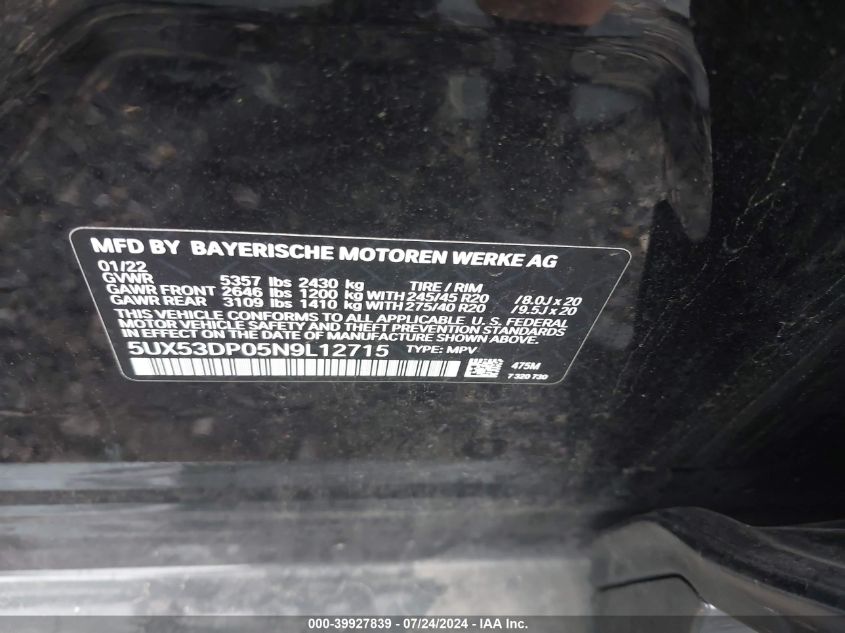 MFD BY BAYERISCHE MOTOREN WERKE AG
01/22
GVWR 5357 lbs 2430 kg TIRE / RIM
GAWR FRONT 2646 lbs 1200 kg WITH 245/45 R20 /8.0J x 20
GAWR REAR 3109 lbs 1410 kg WITH 275/40 R20 /9.5J x 20
THIS VEHICLE CONFORMS TO ALL APPLICABLE U. S. FEDERAL
MOTOR VEHICLE SAFETY AND THEFT PREVENTION STANDARDS
IN EFFECT ON THE DATE OF MANUFACTURE SHOWN ABOVE.
5UX53DP05N9L12715 TYPE: MPV
475M
7 320 730
000-39927839 / 07/24/2024 - IAA Inc.